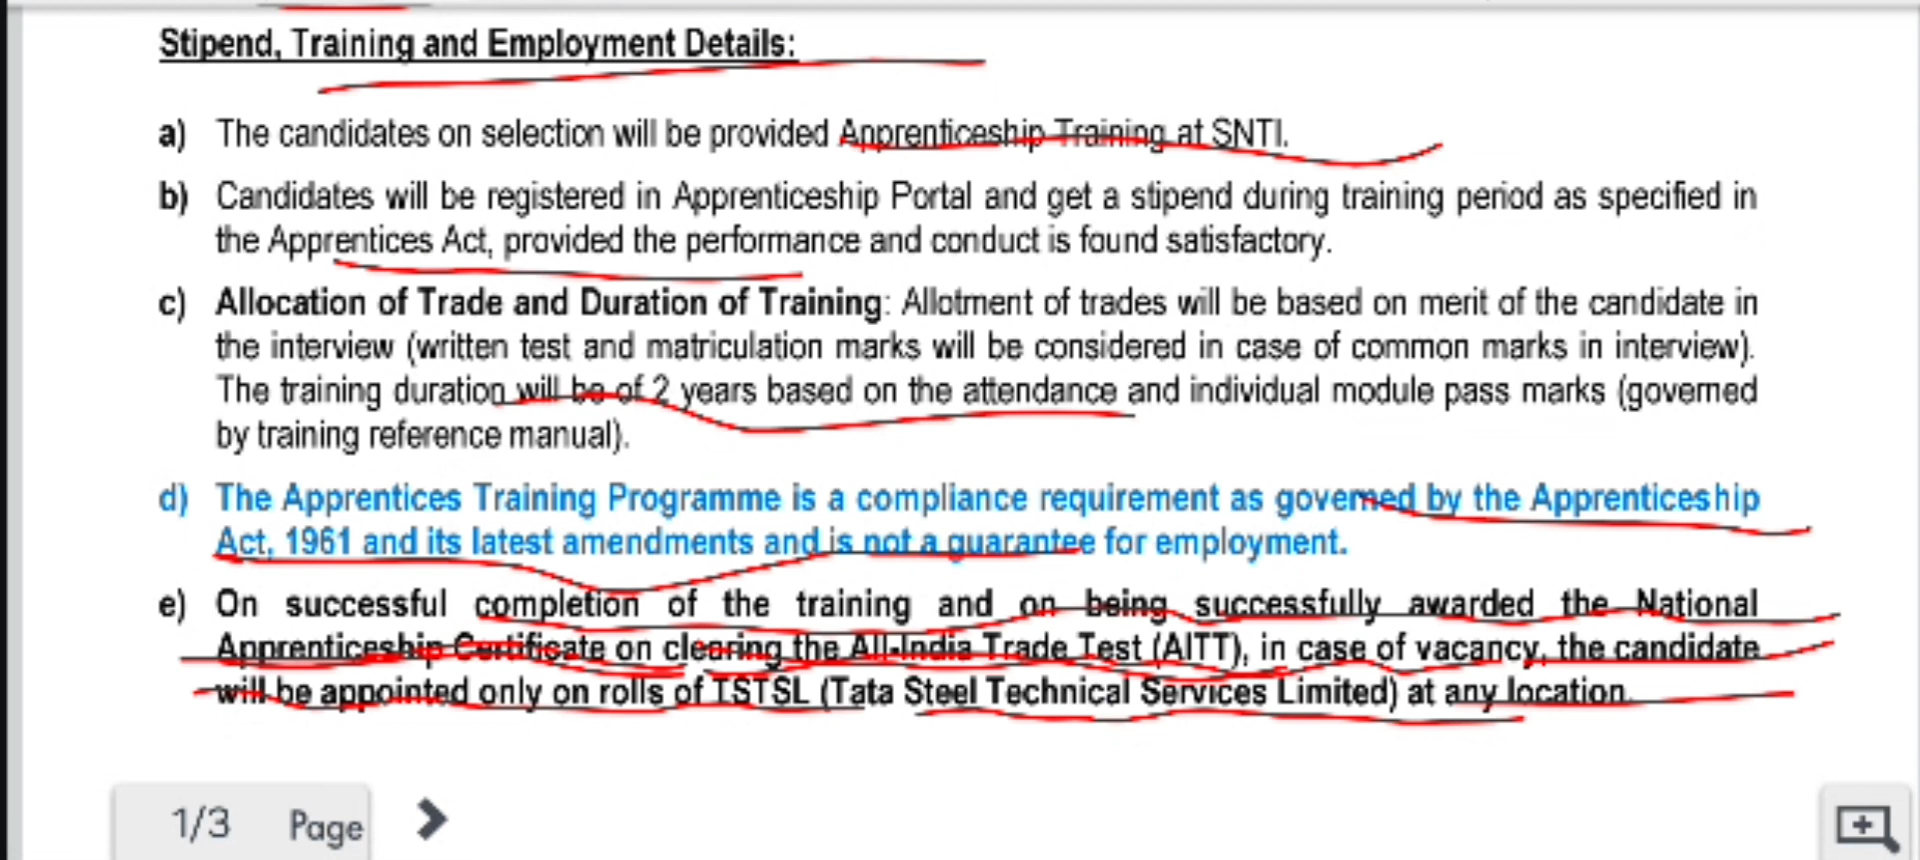 Stipend, Training and Employment Details:
a) The candidates on selection will be provided Apprenticeship Training at SNTI.
b) Candidates will be registered in Apprenticeship Portal and get a stipend during training period as specified in
the Apprentices Act, provided the performance and conduct is found satisfactory.
c) Allocation of Trade and Duration of Training: Allotment of trades will be based on merit of the candidate in
the interview (written test and matriculation marks will be considered in case of common marks in interview).
The training duration will be of 2 years based on the attendance and individual module pass marks (governed
by training reference manual).
d) The Apprentices Training Programme is a compliance requirement as governed by the Apprenticeship
Act, 1961 and its latest amendments and is not a guarantee for employment.
e) On successful completion of the training and on being successfully awarded the National
Apprenticeship Certificate on clearing the All-India Trade Test (AITT), in case of vacancy, the candidate
will be appointed only on rolls of TSTSL (Tata Steel Technical Services Limited) at any location.
1/3 Page